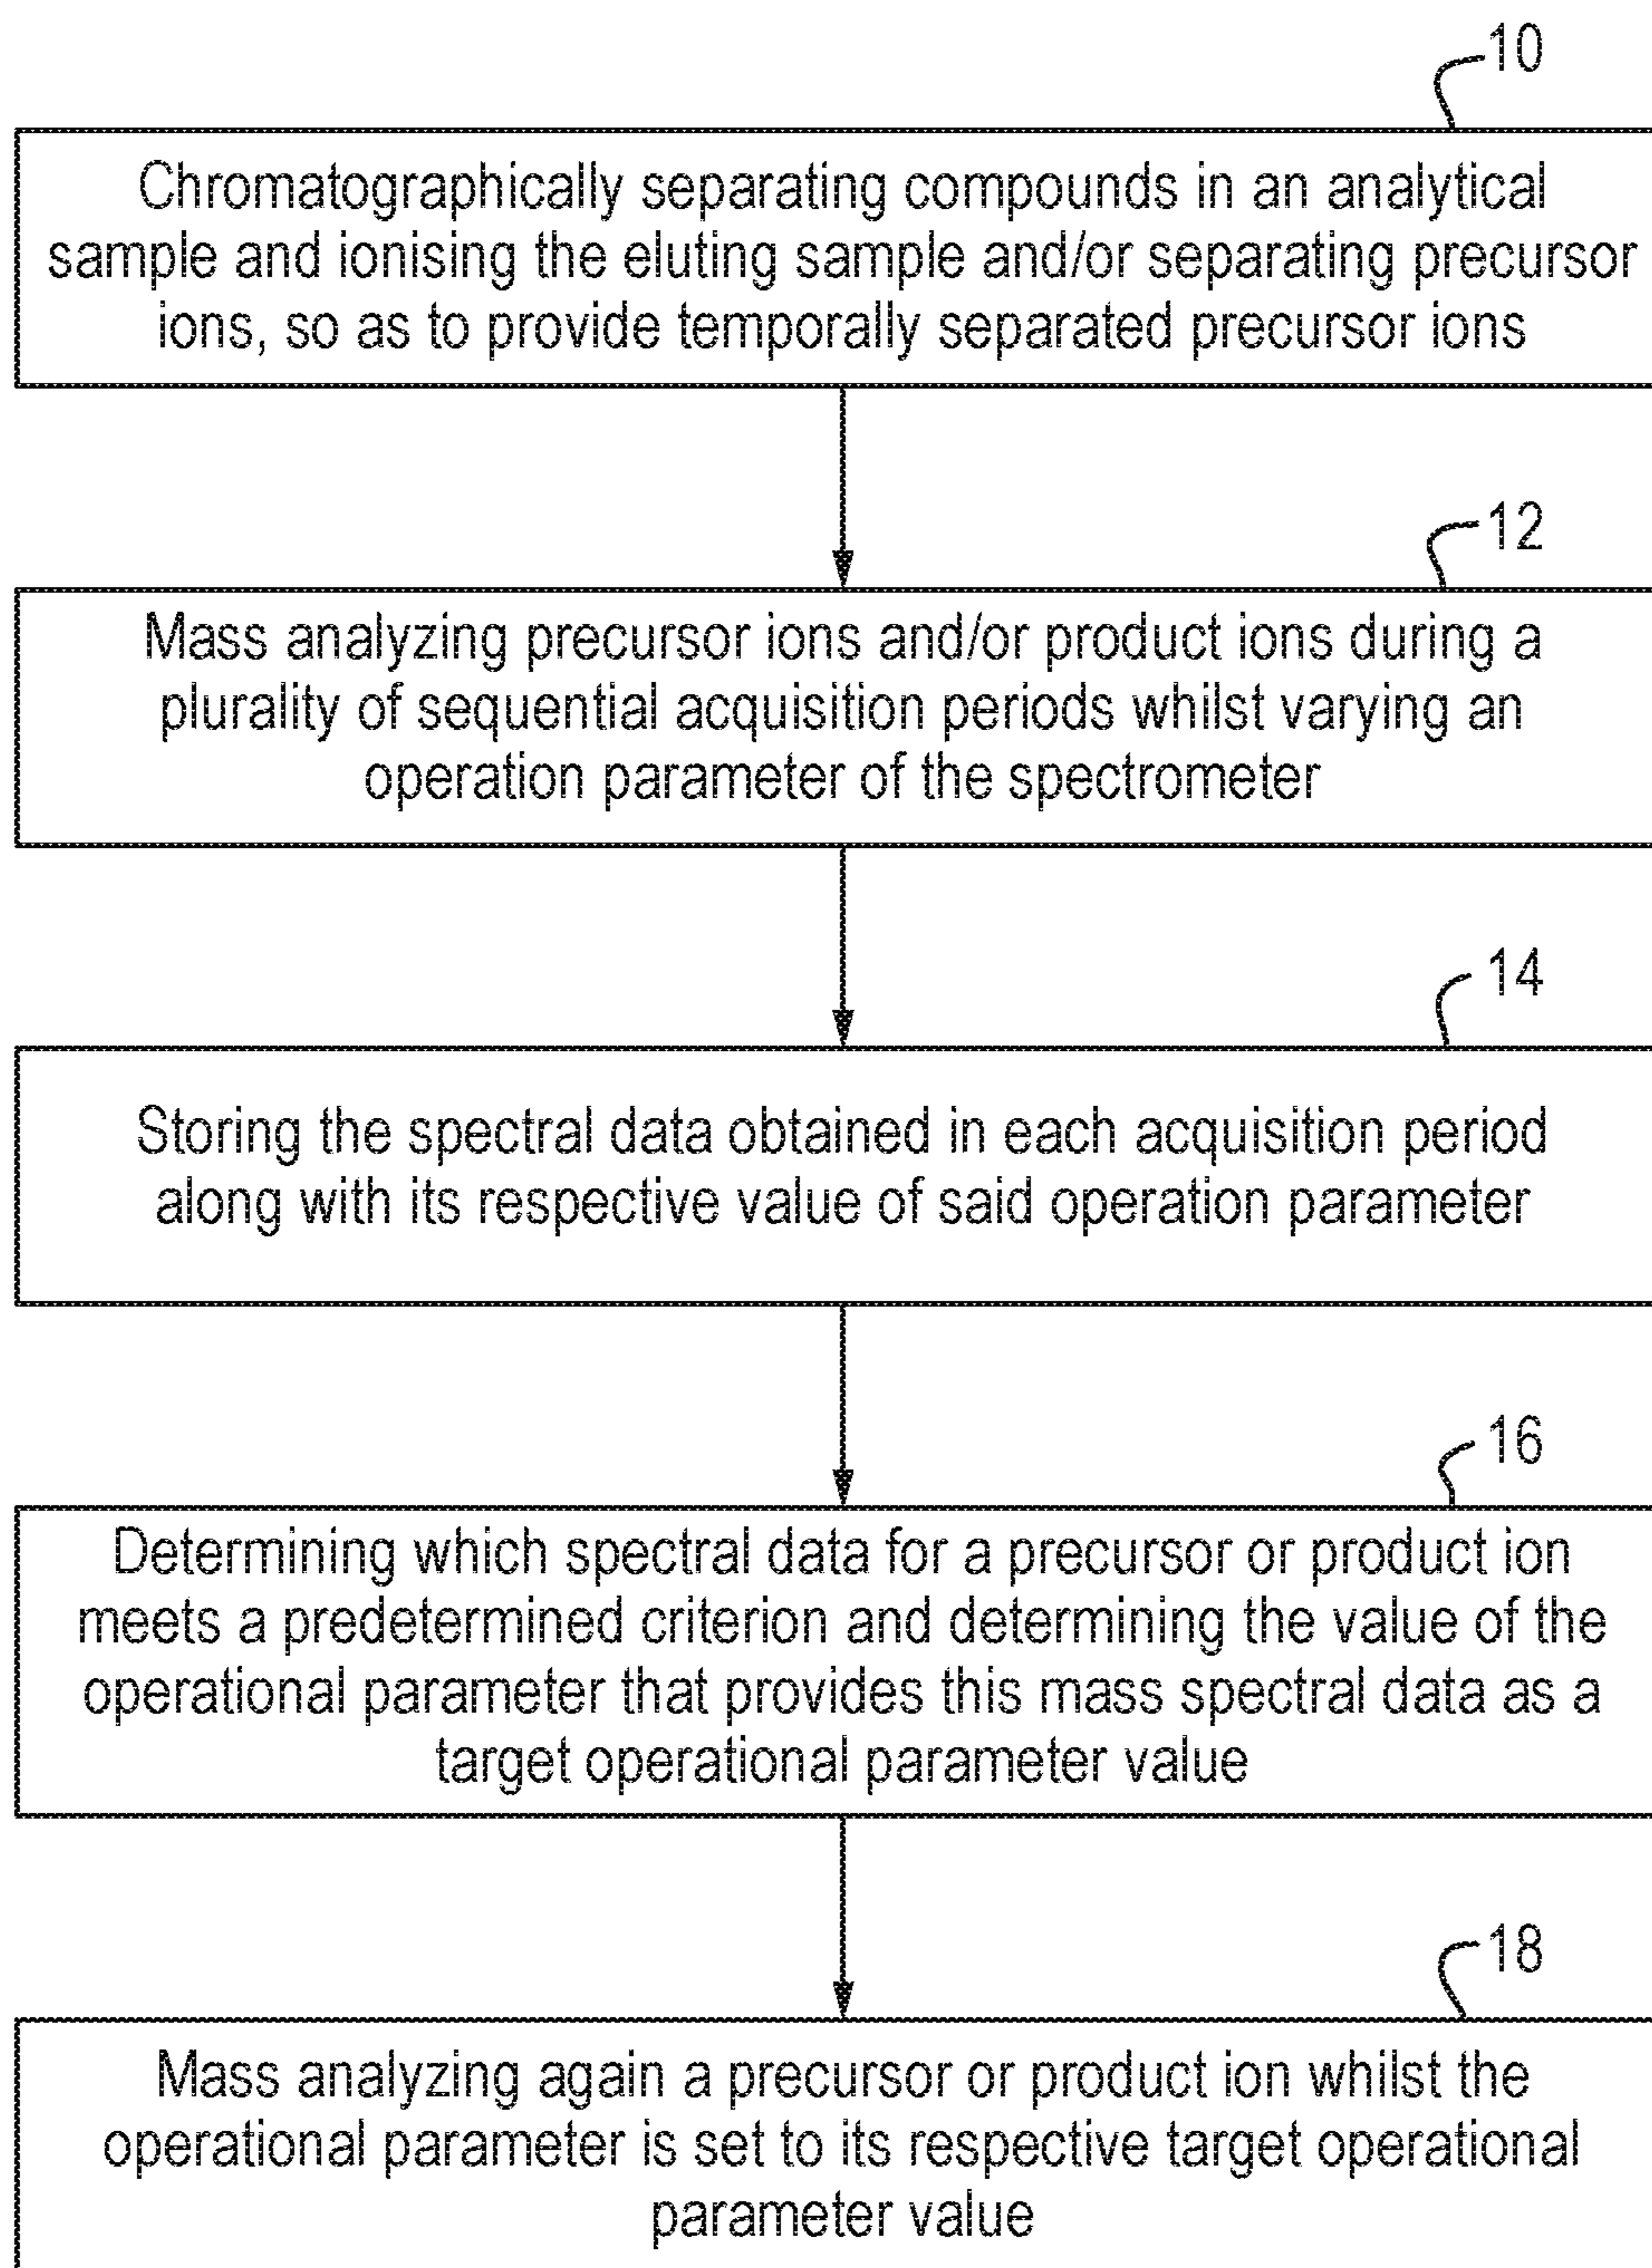 10
Chromatographically separating compounds in an analytical
sample and ionising the eluting sample and/or separating precursor
ions, so as to provide temporally separated precursor ions
12
Mass analyzing precursor ions and/or product ions during a
plurality of sequential acquisition periods whilst varying an
operation parameter of the spectrometer
14
Storing the spectral data obtained in each acquisition period
along with its respective value of said operation parameter
16
Determining which spectral data for a precursor or product ion
meets a predetermined criterion and determining the value of the
operational parameter that provides this mass spectral data as a
target operational parameter value
18
Mass analyzing again a precursor or product ion whilst the
operational parameter is set to its respective target operational
parameter value